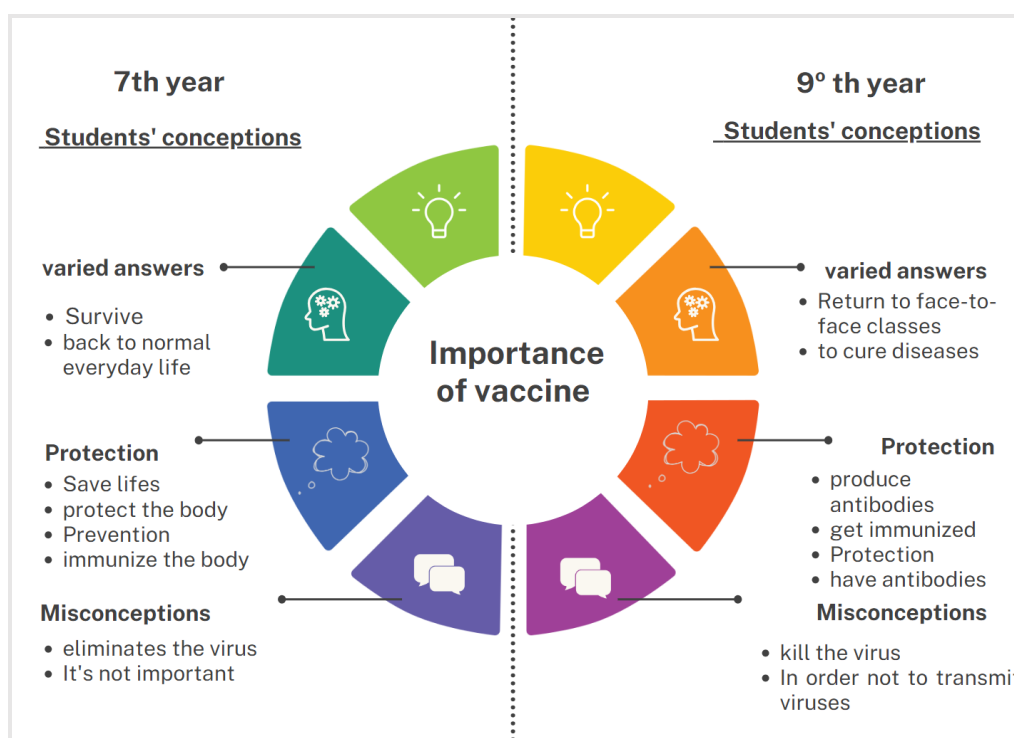 7th year
Students' conceptions
varied answers
• Survive
• back to normal
everyday life
Protection
• Save lifes
• protect the body
• Prevention
• immunize the body
Misconceptions
• eliminates the virus
• It's not important
Importance
of vaccine
9º th year
Students' conceptions
varied answers
• Return to face-to-
face classes
• to cure diseases
Protection
• produce
antibodies
• get immunized
• Protection
• have antibodies
Misconceptions
• kill the virus
• In order not to transmit
viruses